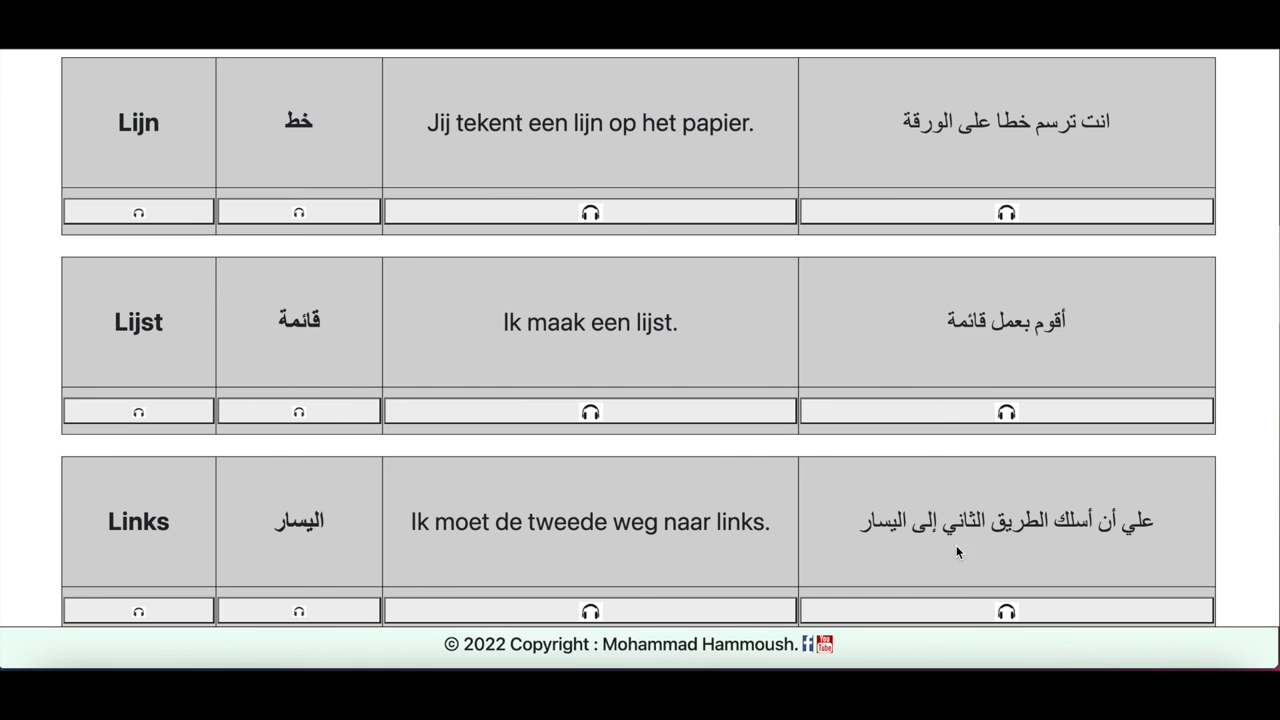 Lijn
خط
Jij tekent een lijn op het papier.
انت ترسم خطا على الورقة
Lijst
قائمة
Ik maak een lijst.
أقوم بعمل قائمة
Links
اليسار
Ik moet de tweede weg naar links.
علي أن أسلك الطريق الثاني إلى اليسار
© 2022 Copyright : Mohammad Hammoush. f You Tube